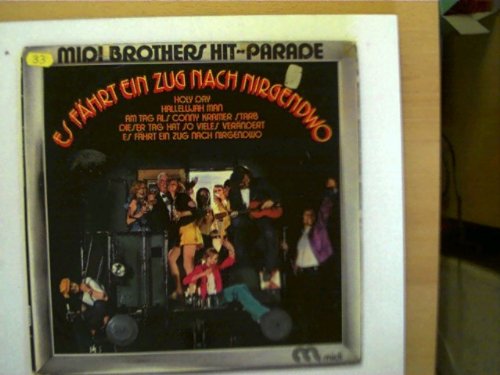 33
MIDI BROTHERS HIT-PARADE
ES FÄHRT EIN ZUG NACH NIRGENDWO
HOLY DAY
HALLELUJAH MAN
AM TAG ALS CONNY KRAMER STARB
DIESER TAG HAT SO VIELES VERÄNDERT
ES FÄHRT EIN ZUG NACH NIRGENDWO
midi